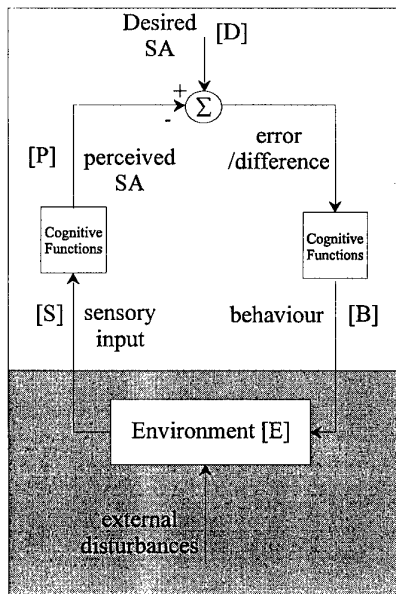 Desired
SA
[D]
+
Σ
-
[P]
perceived
SA
error
/difference
Cognitive
Functions
Cognitive
Functions
[S]
sensory
input
behaviour
[B]
Environment [E]
external
disturbances